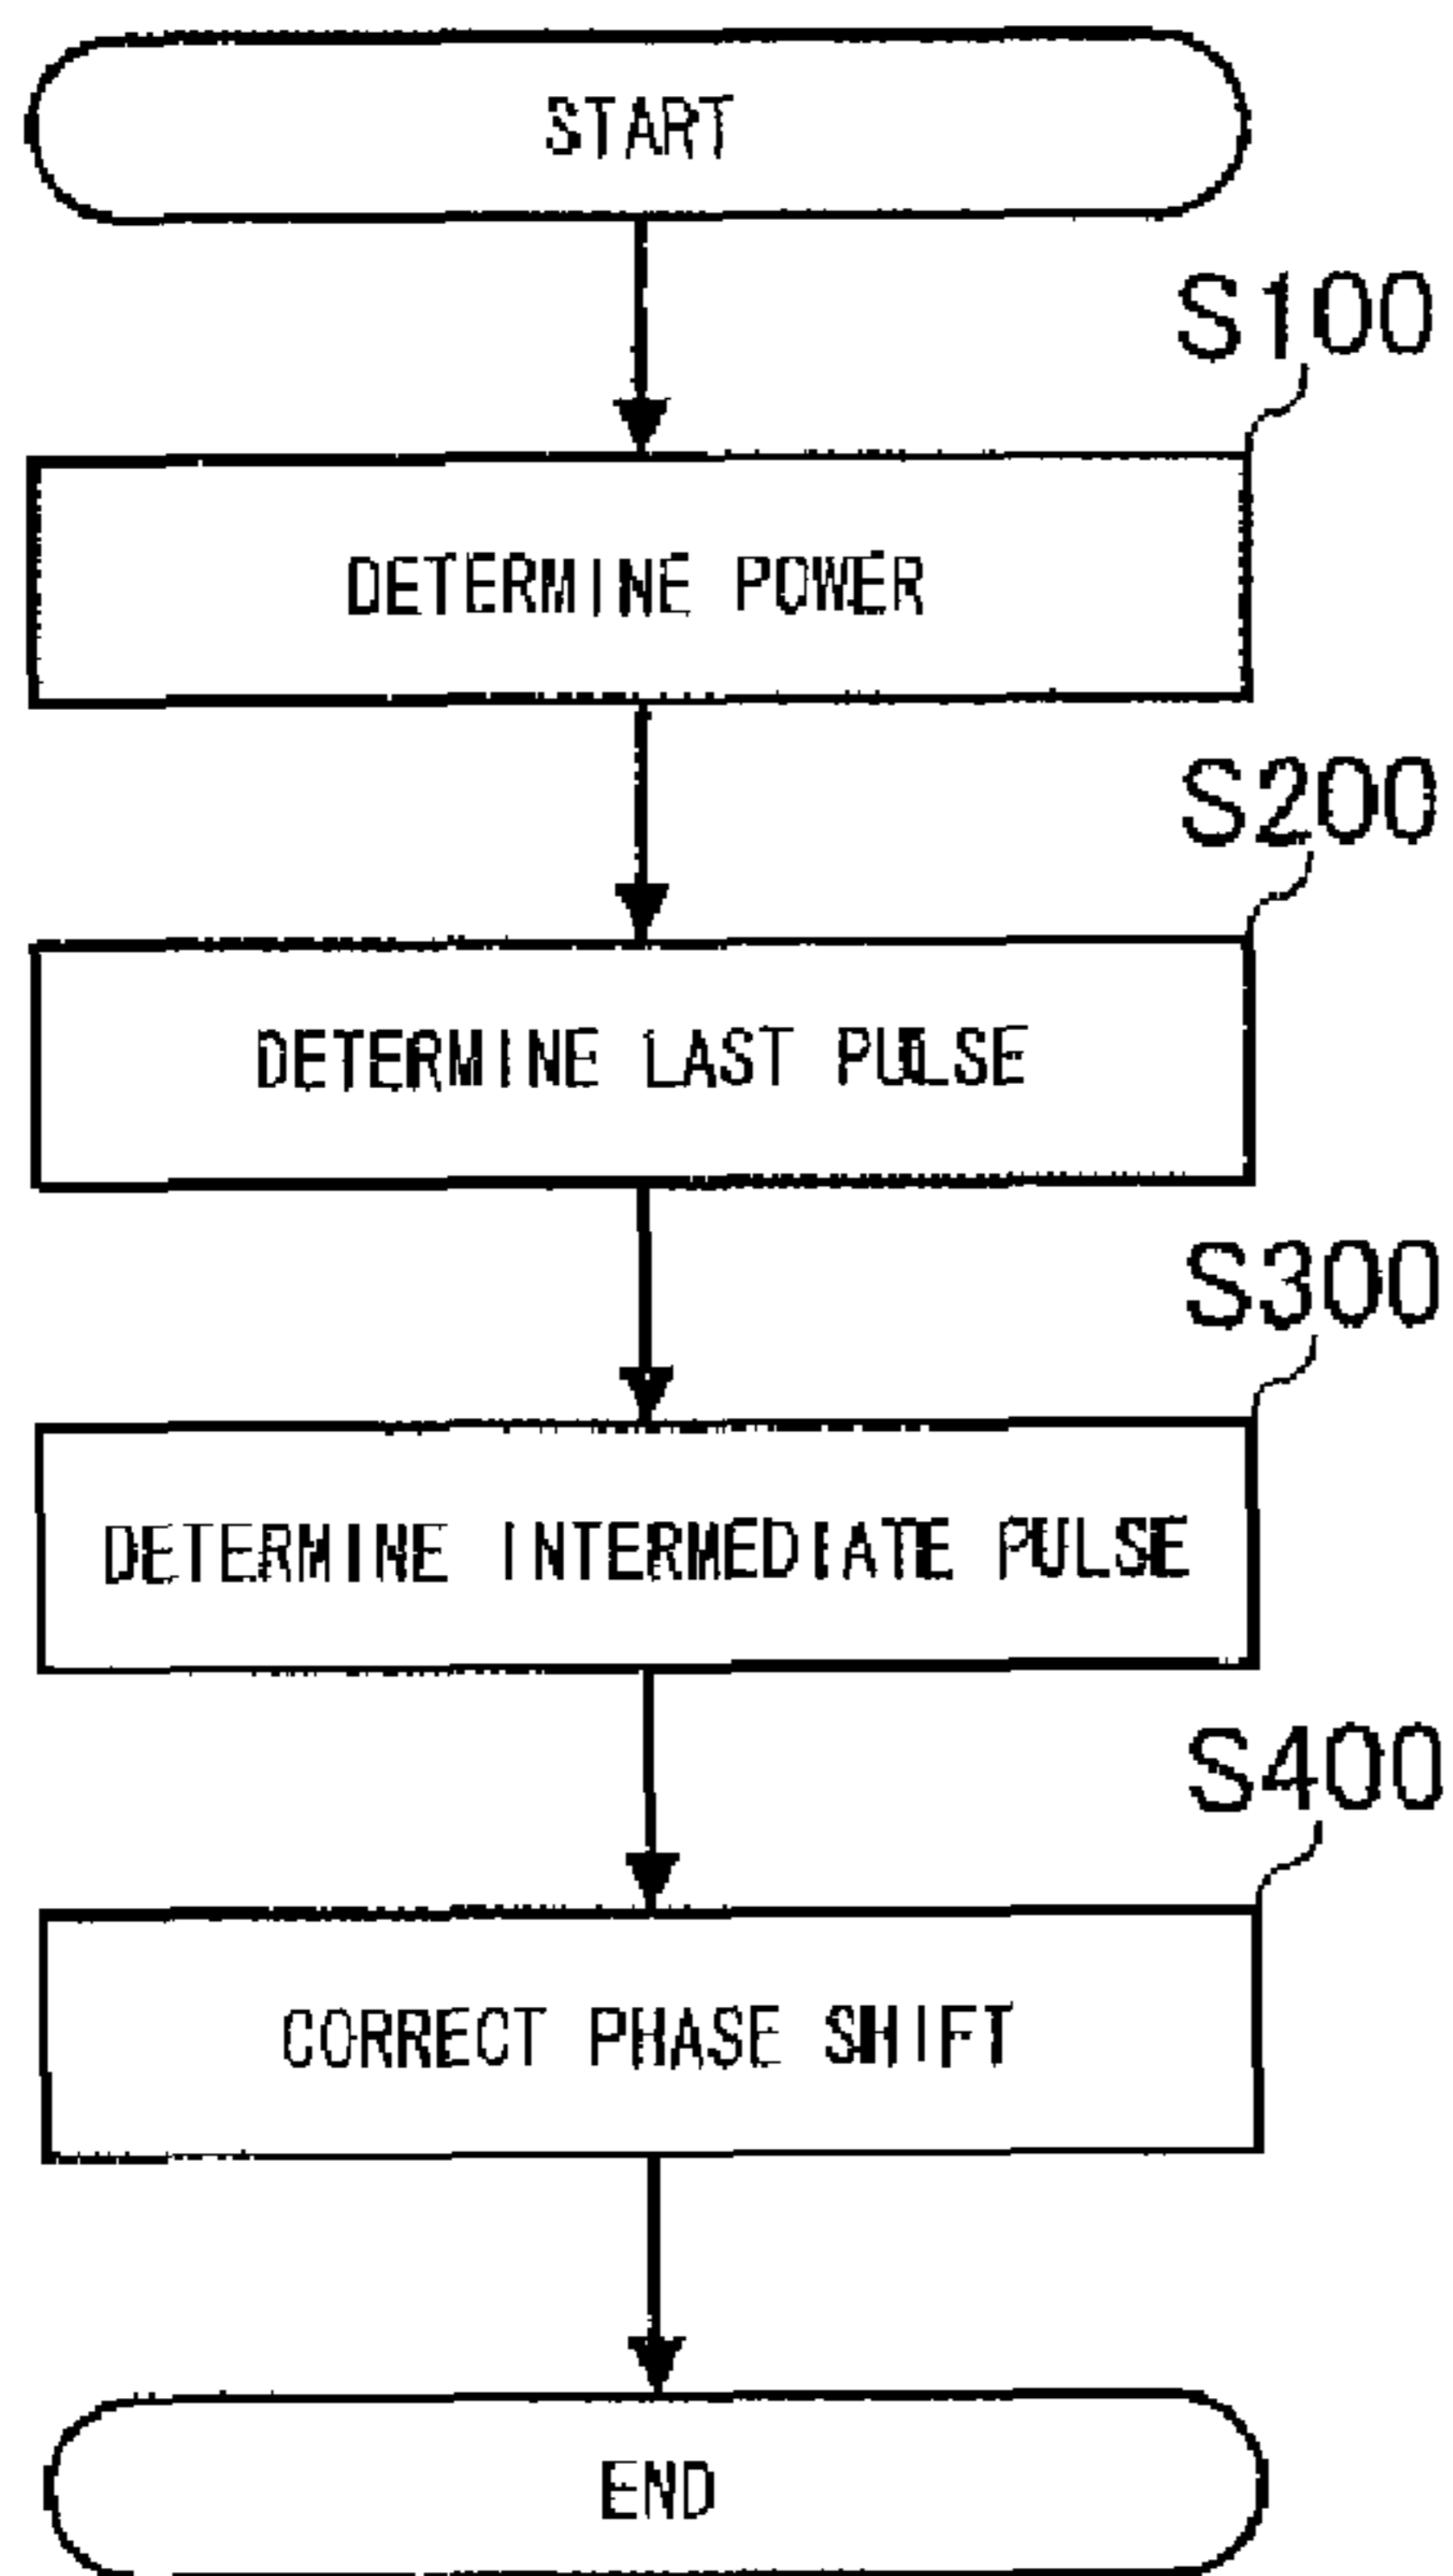 START
S100
DETERMINE POWER
S200
DETERMINE LAST PULSE
S300
DETERMINE INTERMEDIATE PULSE
S400
CORRECT PHASE SHIFT
END